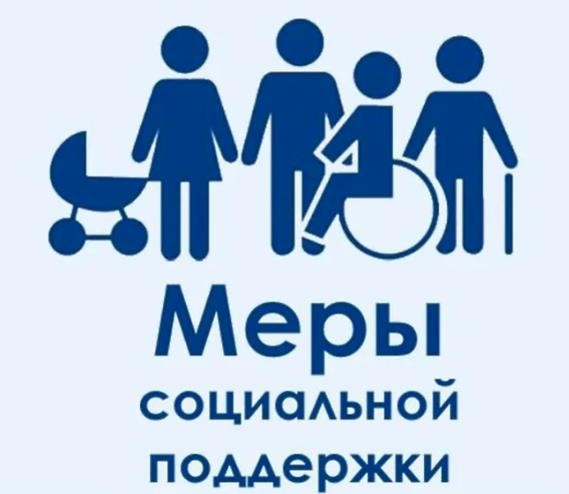 Меры
социальной
поддержки